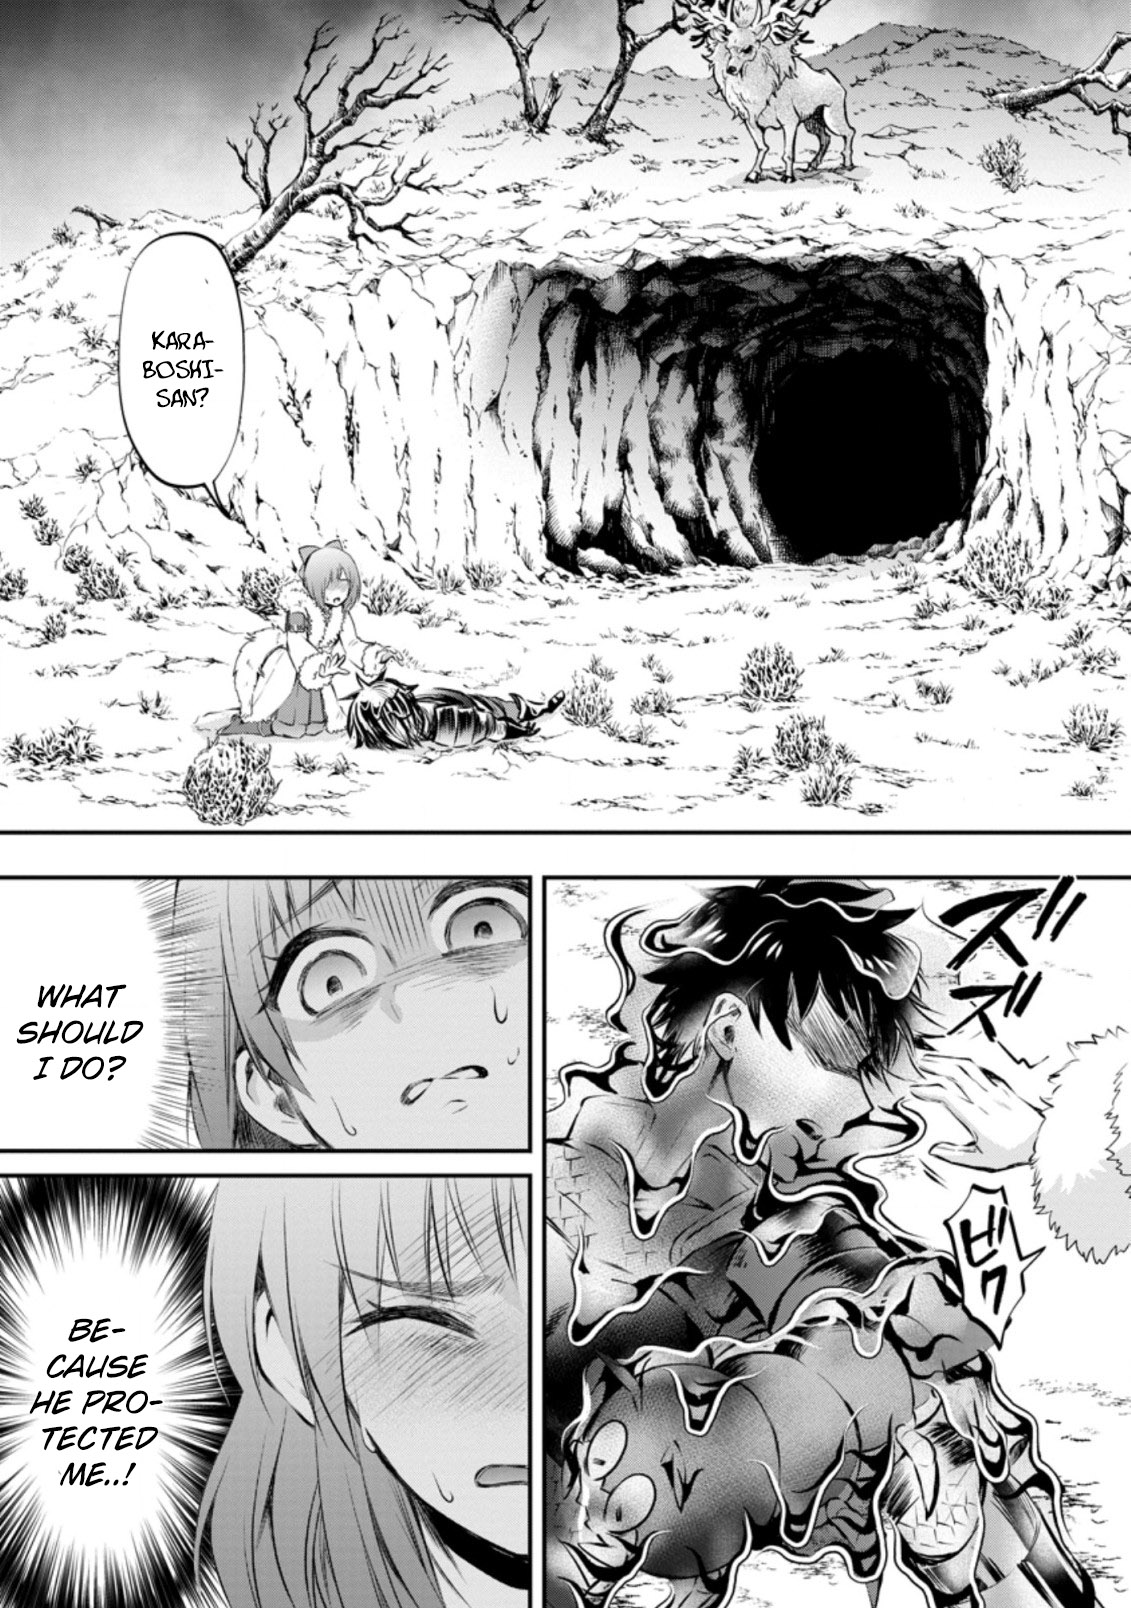 KARA-
BOSHI-
SAN?
ズズ
ビク
WHAT
SHOULD
I DO?
BE-
CAUSE
HE PRO-
TECTED
ME..!